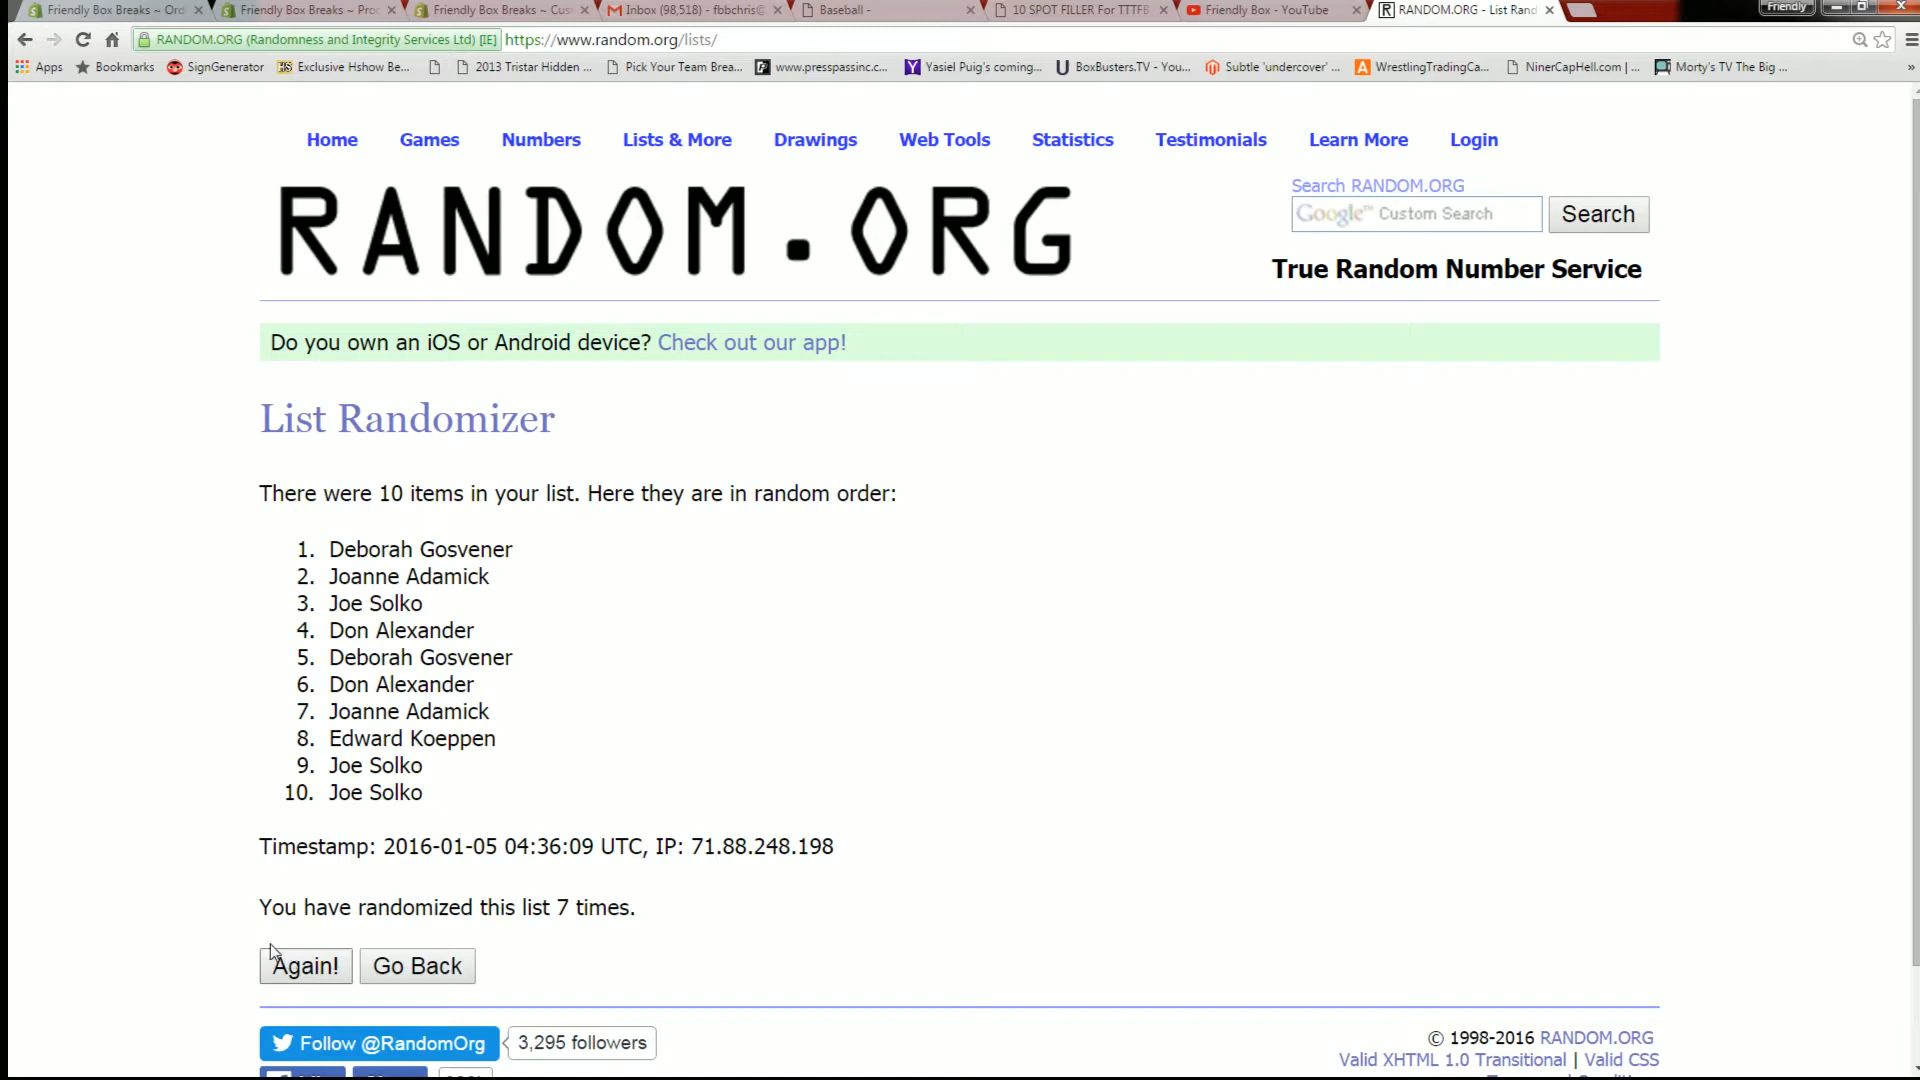 Friendly Box Breaks ~ Ord
Friendly Box Breaks ~ Proc
Friendly Box Breaks ~ Cus
Inbox (98,518) - fbbchris@
Baseball -
10 SPOT FILLER For TTTFB
Friendly Box - YouTube
RANDOM.ORG - List Rand
Friendly
RANDOM.ORG (Randomness and Integrity Services Ltd) [IE]
https://www.random.org/lists/
Apps
Bookmarks
SignGenerator
Exclusive Hshow Be...
2013 Tristar Hidden ...
Pick Your Team Brea...
www.presspassinc.c...
Yasiel Puig's coming...
BoxBusters.TV - You...
Subtle 'undercover' ...
WrestlingTradingCa...
NinerCapHell.com | ...
Morty's TV The Big ...
»
Home
Games
Numbers
Lists & More
Drawings
Web Tools
Statistics
Testimonials
Learn More
Login
RANDOM.ORG
Search RANDOM.ORG
Google™ Custom Search
Search
True Random Number Service
Do you own an iOS or Android device? Check out our app!
List Randomizer
There were 10 items in your list. Here they are in random order:
1. Deborah Gosvener
2. Joanne Adamick
3. Joe Solko
4. Don Alexander
5. Deborah Gosvener
6. Don Alexander
7. Joanne Adamick
8. Edward Koeppen
9. Joe Solko
10. Joe Solko
Timestamp: 2016-01-05 04:36:09 UTC, IP: 71.88.248.198
You have randomized this list 7 times.
Again!
Go Back
Follow @RandomOrg
3,295 followers
© 1998-2016 RANDOM.ORG
Valid XHTML 1.0 Transitional | Valid CSS